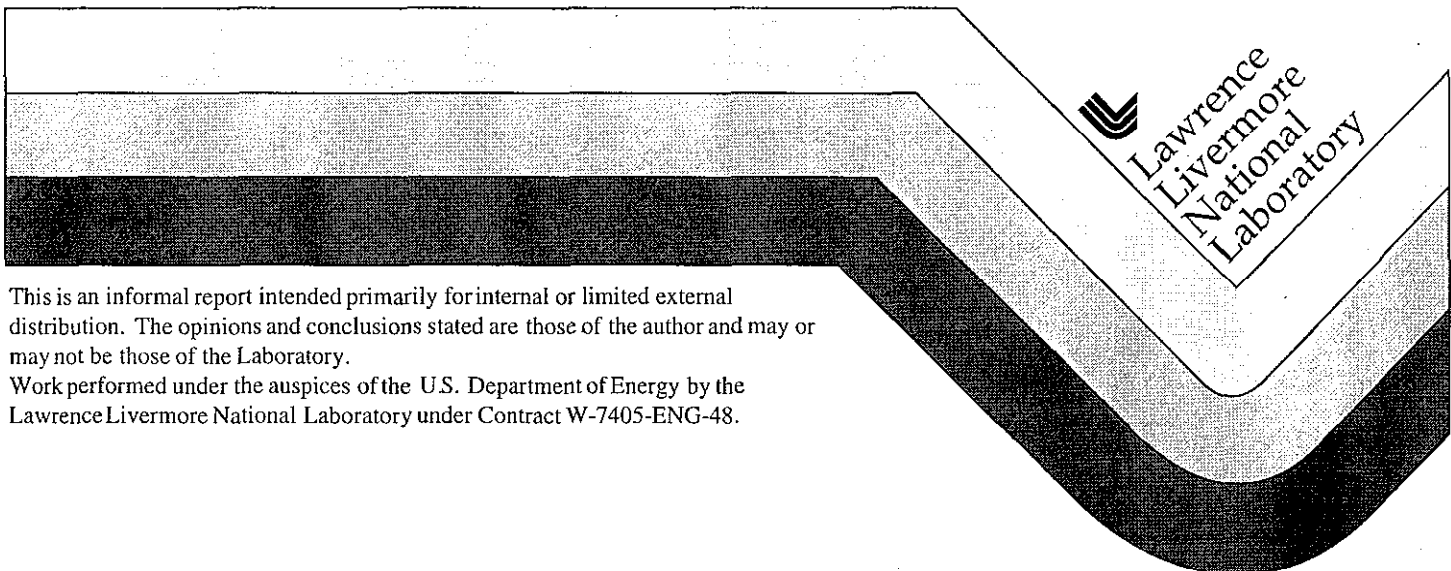 Lawrence
Livermore
National
Laboratory
This is an informal report intended primarily for internal or limited external
distribution. The opinions and conclusions stated are those of the author and may or
may not be those of the Laboratory.
Work performed under the auspices of the U.S. Department of Energy by the
Lawrence Livermore National Laboratory under Contract W-7405-ENG-48.